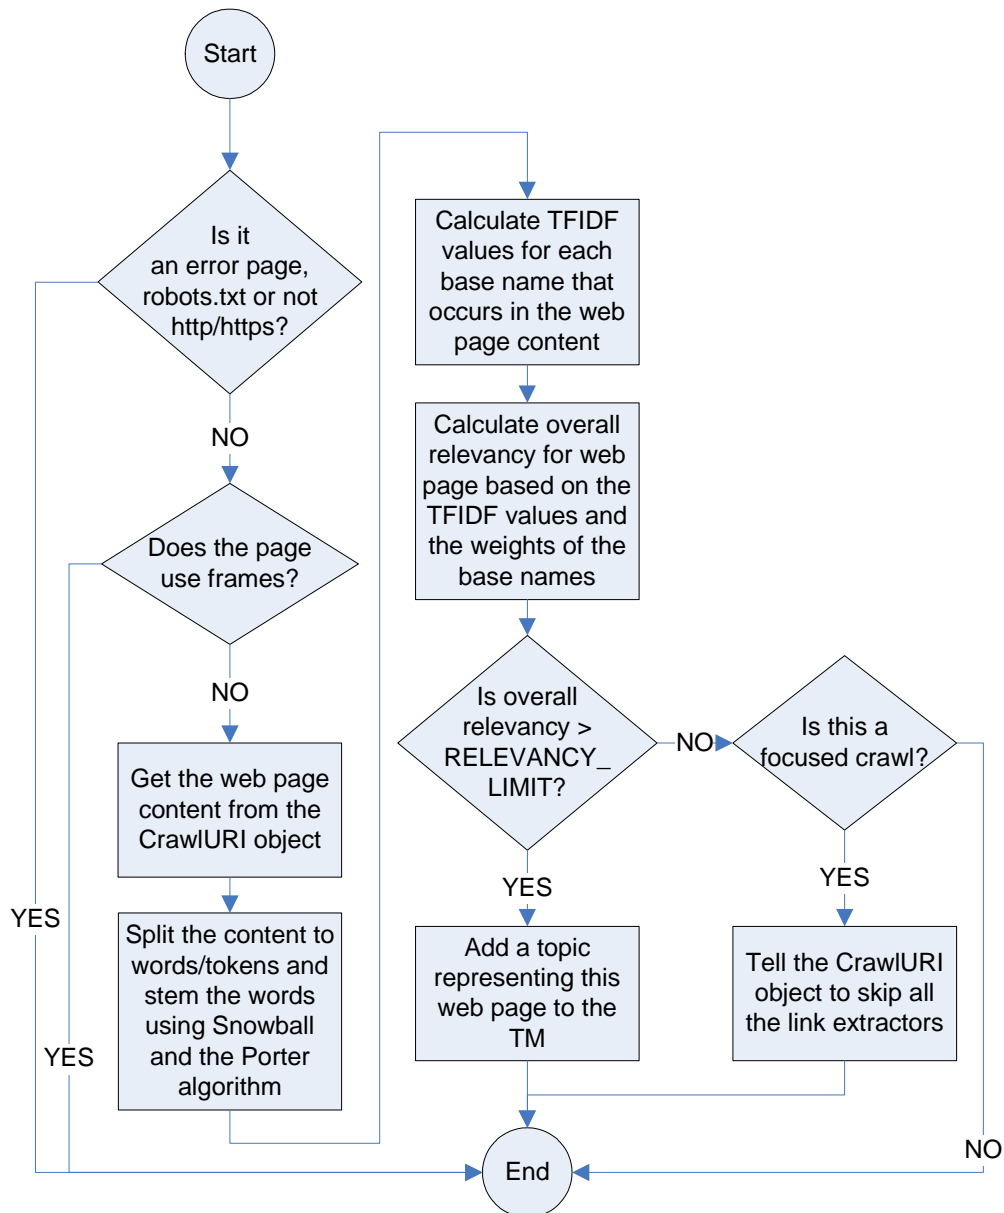 Start
Is it
an error page,
robots.txt or not
http/https?
NO
Does the page
use frames?
NO
Get the web page
content from the
CrawlURI object
YES
Split the content to
words/tokens and
stem the words
using Snowball
and the Porter
algorithm
YES
Calculate TFIDF
values for each
base name that
occurs in the web
page content
Calculate overall
relevancy for web
page based on the
TFIDF values and
the weights of the
base names
Is overall
relevancy >
RELEVANCY_
LIMIT?
NO
Is this a
focused crawl?
YES
YES
Add a topic
representing this
web page to the
TM
Tell the CrawlURI
object to skip all
the link extractors
NO
End